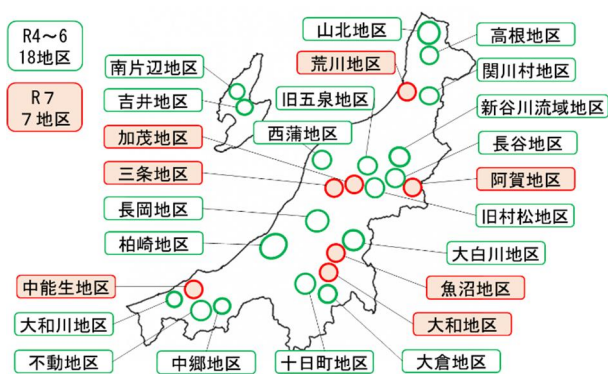 R4～6
18地区
R7
7地区
山北地区
高根地区
荒川地区
関川村地区
南片辺地区
吉井地区
旧五泉地区
新谷川流域地区
加茂地区
西蒲地区
長谷地区
三条地区
阿賀地区
長岡地区
旧村松地区
柏崎地区
大白川地区
中能生地区
魚沼地区
大和川地区
大和地区
不動地区
中郷地区
十日町地区
大倉地区